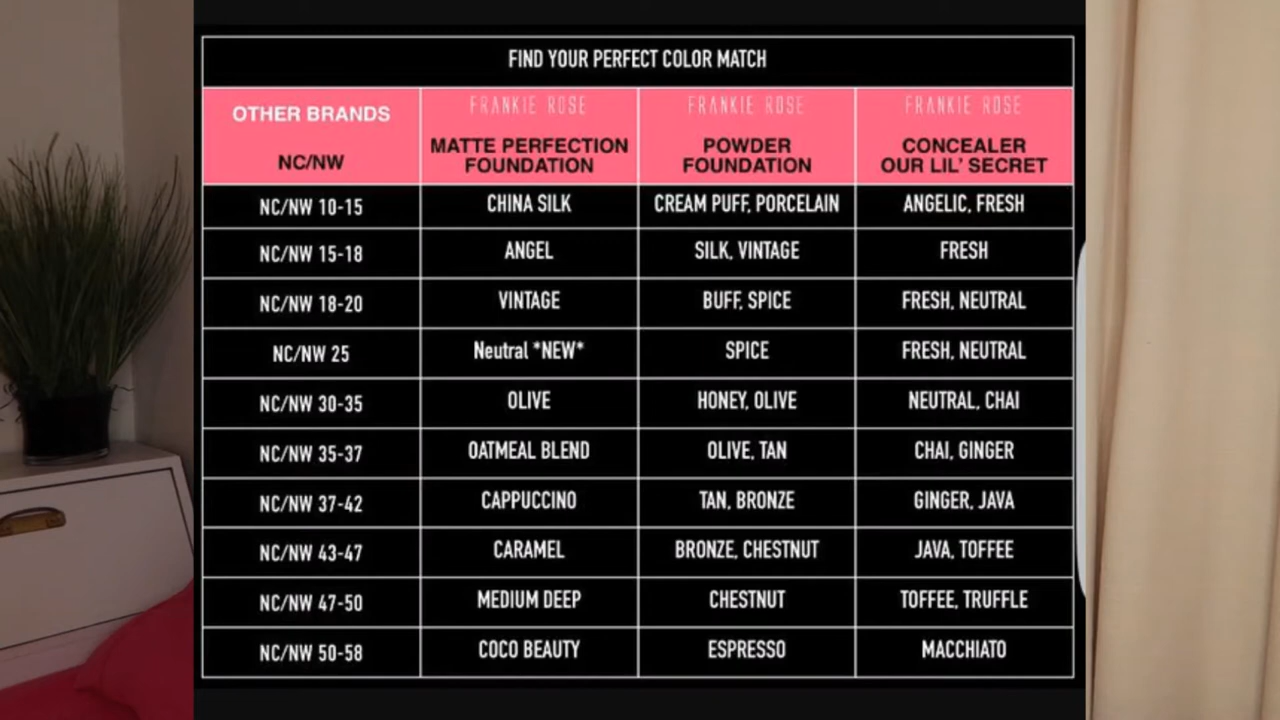 FIND YOUR PERFECT COLOR MATCH
OTHER BRANDS
NC/NW
FRANKIE ROSE
MATTE PERFECTION
FOUNDATION
FRANKIE ROSE
POWDER
FOUNDATION
FRANKIE ROSE
CONCEALER
OUR LIL' SECRET
NC/NW 10-15 CHINA SILK CREAM PUFF, PORCELAIN ANGELIC, FRESH
NC/NW 15-18 ANGEL SILK, VINTAGE FRESH
NC/NW 18-20 VINTAGE BUFF, SPICE FRESH, NEUTRAL
NC/NW 25 Neutral *NEW* SPICE FRESH, NEUTRAL
NC/NW 30-35 OLIVE HONEY, OLIVE NEUTRAL, CHAI
NC/NW 35-37 OATMEAL BLEND OLIVE, TAN CHAI, GINGER
NC/NW 37-42 CAPPUCCINO TAN, BRONZE GINGER, JAVA
NC/NW 43-47 CARAMEL BRONZE, CHESTNUT JAVA, TOFFEE
NC/NW 47-50 MEDIUM DEEP CHESTNUT TOFFEE, TRUFFLE
NC/NW 50-58 COCO BEAUTY ESPRESSO MACCHIATO